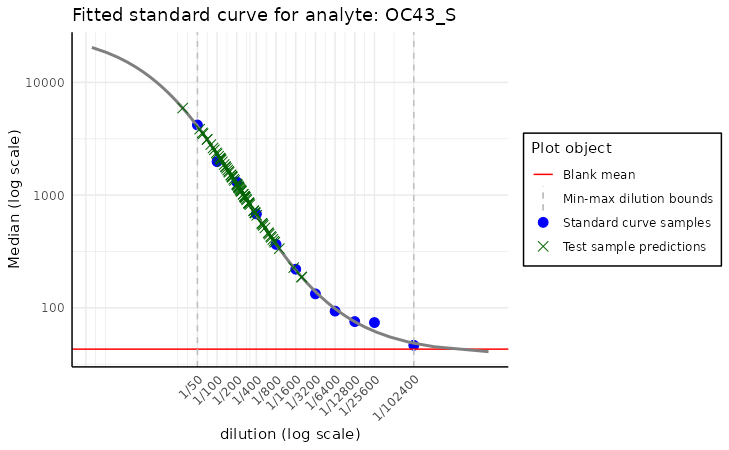 Fitted standard curve for analyte: OC43_S
10000
1000
100
Median (log scale)
1/50
1/100
1/200
1/400
1/800
1/1600
1/3200
1/6400
1/12800
1/25600
1/102400
dilution (log scale)
Plot object
Blank mean
Min-max dilution bounds
Standard curve samples
Test sample predictions